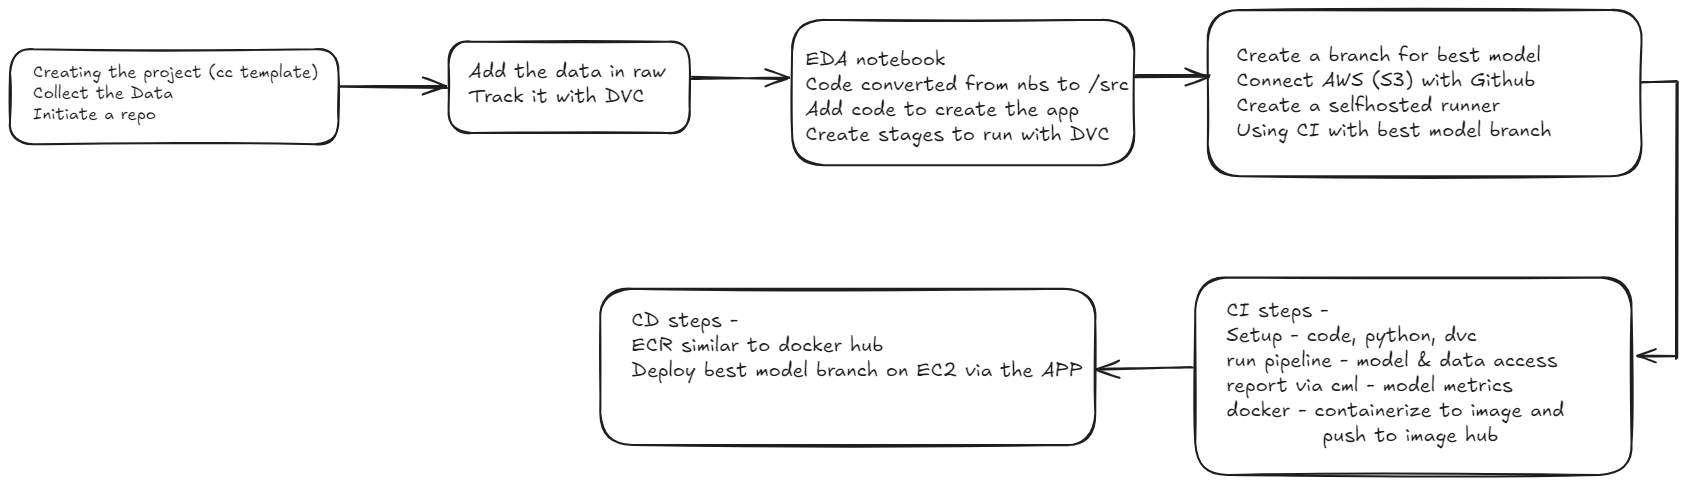 Creating the project (cc template)
Collect the Data
Initiate a repo
Add the data in raw
Track it with DVC
EDA notebook
Code converted from nbs to /src
Add code to create the app
Create stages to run with DVC
Create a branch for best model
Connect AWS (S3) with Github
Create a selfhosted runner
Using CI with best model branch
CI steps -
Setup - code, python, dvc
run pipeline - model & data access
report via cml - model metrics
docker - containerize to image and
push to image hub
CD steps -
ECR similar to docker hub
Deploy best model branch on EC2 via the APP